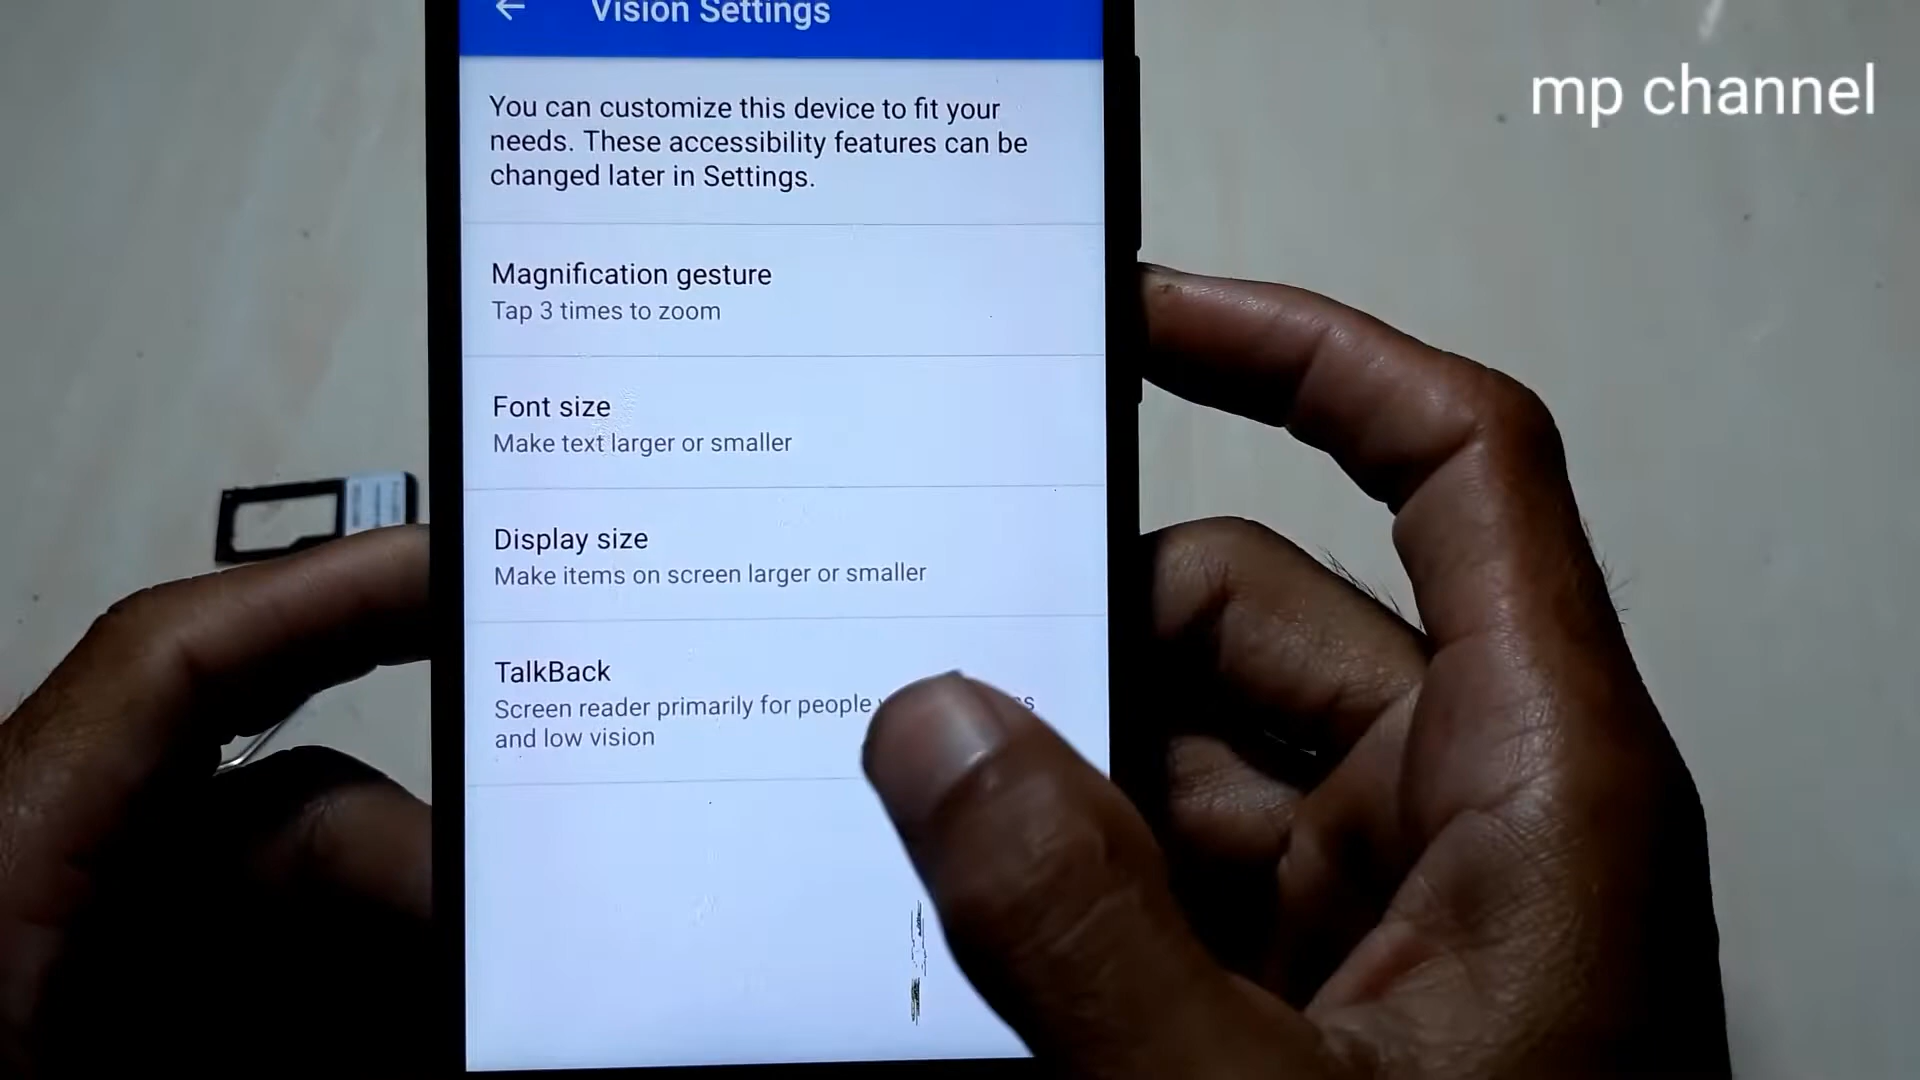 Vision Settings
mp channel
You can customize this device to fit your
needs. These accessibility features can be
changed later in Settings.
Magnification gesture
Tap 3 times to zoom
Font size
Make text larger or smaller
Display size
Make items on screen larger or smaller
TalkBack
Screen reader primarily for people
and low vision